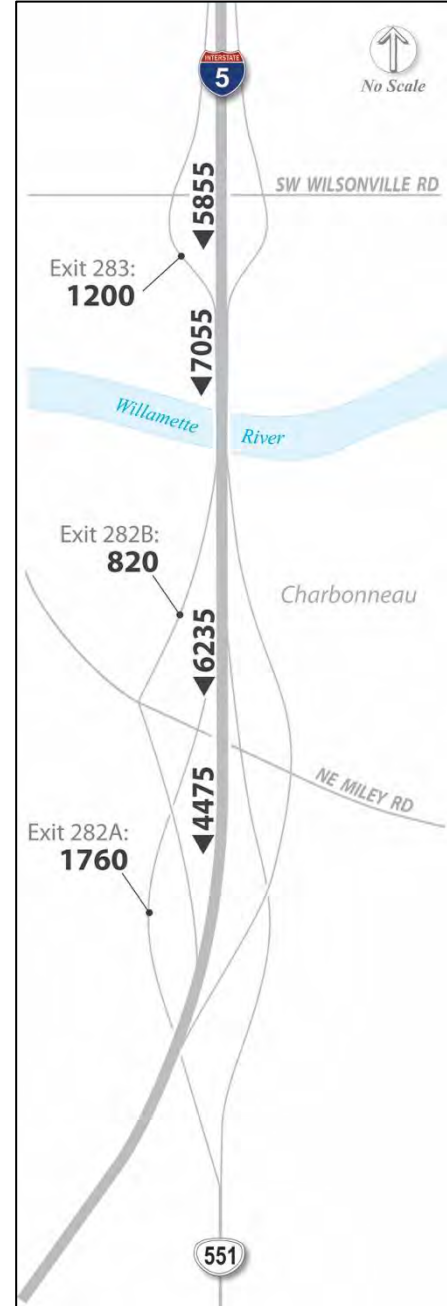 INTERSTATE
5
No Scale
SW WILSONVILLE RD
5855
Exit 283:
1200
7055
Willamette River
Exit 282B:
820
Charbonneau
6235
NE MILEY RD
4475
Exit 282A:
1760
551